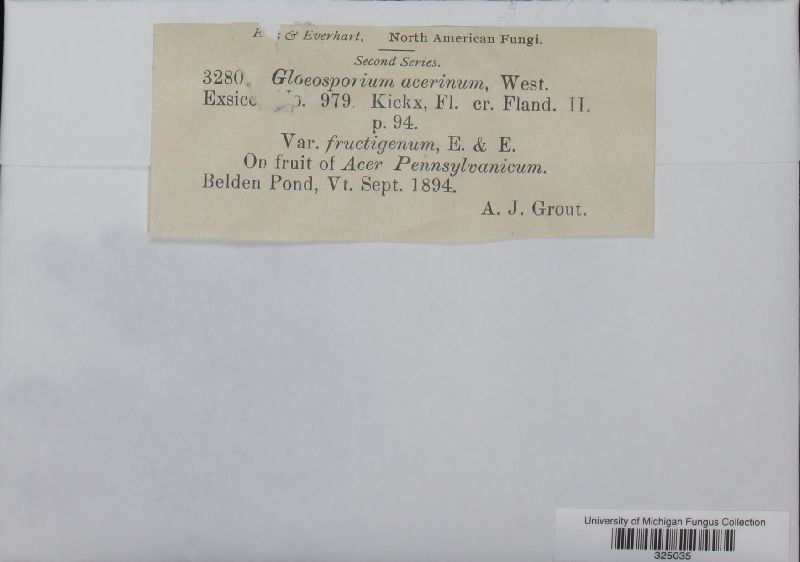 & Everhart, North American Fungi.
Second Series.
3280. Gloeosporium acerinum, West.
Exsicc 979. Kickx, Fl. cr. Fland. II.
p. 94.
Var. fructigenum, E. & E.
On fruit of Acer Pennsylvanicum.
Belden Pond, Vt. Sept. 1894.
A. J. Grout.
University of Michigan Fungus Collection
325035